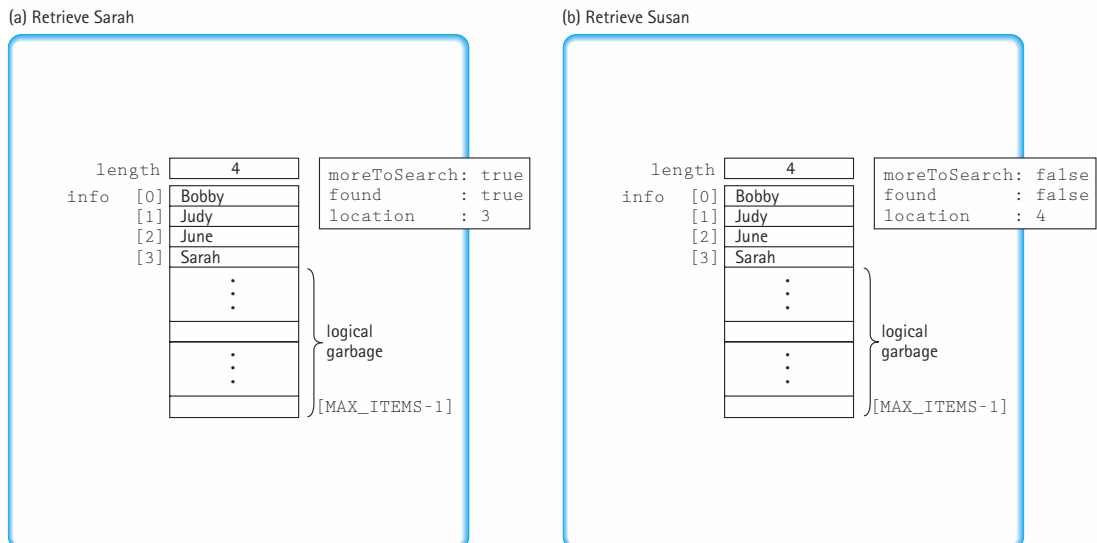 (a) Retrieve Sarah
length 4
moreToSearch: true
found : true
location : 3
info [0] Bobby
[1] Judy
[2] June
[3] Sarah
logical
garbage
[MAX_ITEMS-1]
(b) Retrieve Susan
length 4
moreToSearch: false
found : false
location : 4
info [0] Bobby
[1] Judy
[2] June
[3] Sarah
logical
garbage
[MAX_ITEMS-1]